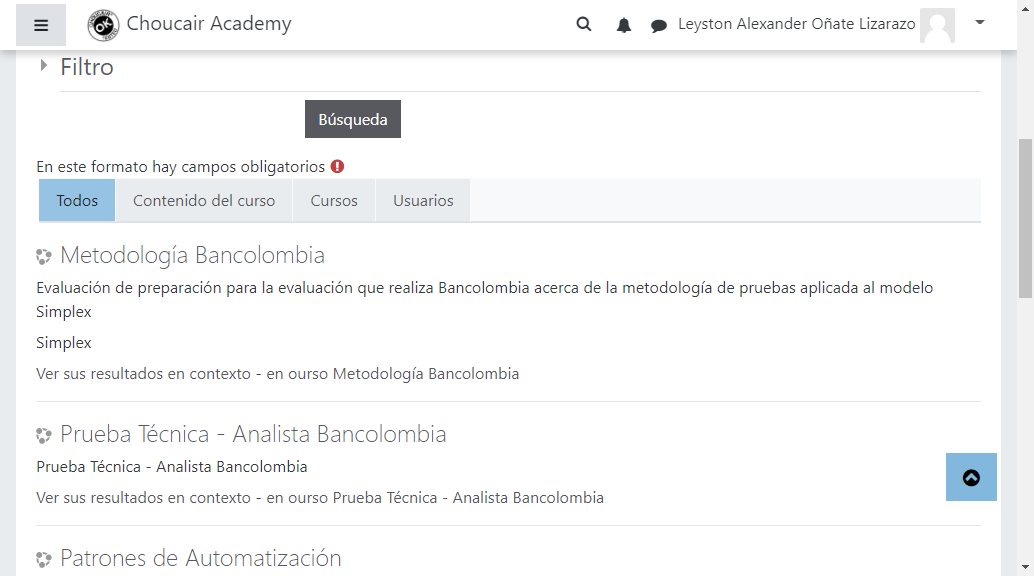 Choucair Academy
Leyston Alexander Oñate Lizarazo
Filtro
Búsqueda
En este formato hay campos obligatorios
Todos
Contenido del curso
Cursos
Usuarios
Metodología Bancolombia
Evaluación de preparación para la evaluación que realiza Bancolombia acerca de la metodología de pruebas aplicada al modelo
Simplex
Simplex
Ver sus resultados en contexto - en ourso Metodología Bancolombia
Prueba Técnica - Analista Bancolombia
Prueba Técnica - Analista Bancolombia
Ver sus resultados en contexto - en ourso Prueba Técnica - Analista Bancolombia
Patrones de Automatización